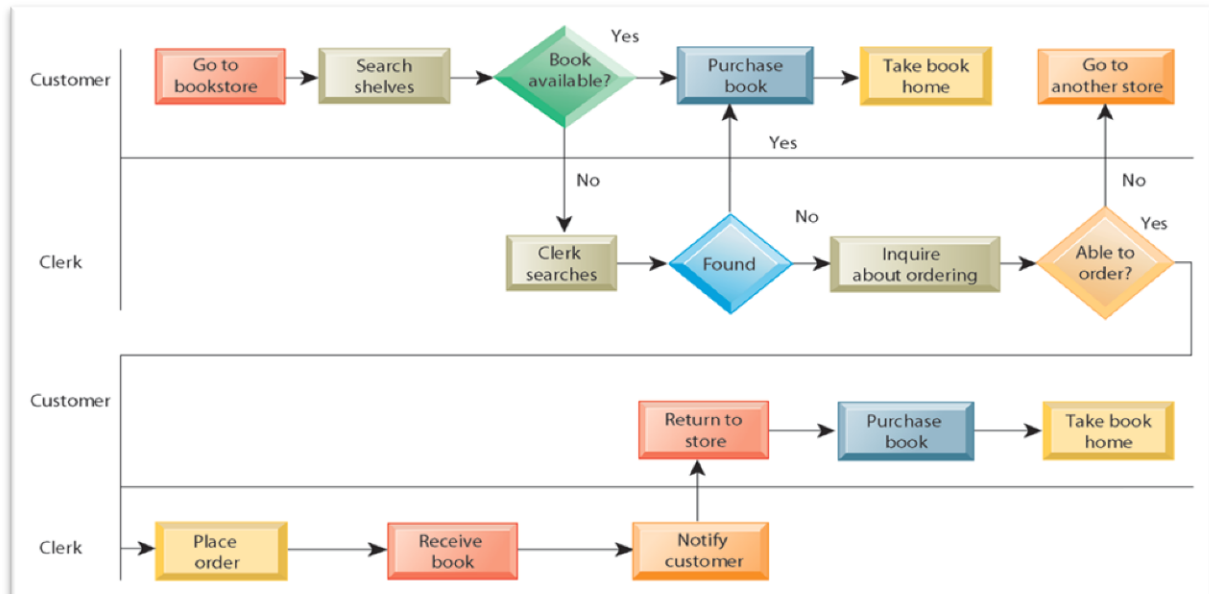 Customer
Go to
bookstore
Search
shelves
Book
available?
Yes
Purchase
book
Take book
home
Go to
another store
No
Yes
No
Clerk
Clerk
searches
Found
No
Inquire
about ordering
Able to
order?
Yes
Customer
Return to
store
Purchase
book
Take book
home
Clerk
Place
order
Receive
book
Notify
customer